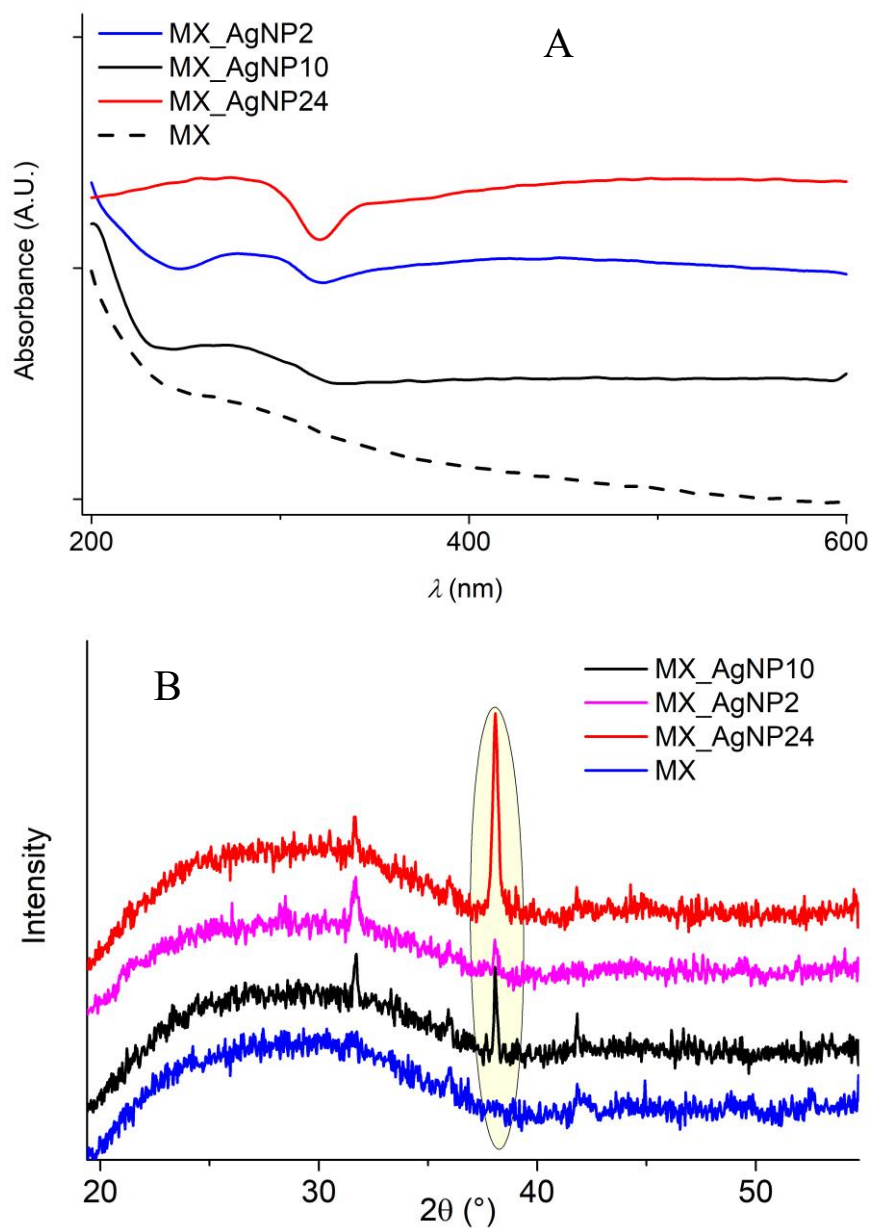 A
MX_AgNP2
MX_AgNP10
MX_AgNP24
MX
Absorbance (A.U.)
200
400
600
λ (nm)
B
MX_AgNP10
MX_AgNP2
MX_AgNP24
MX
Intensity
20
30
40
50
2θ (°)